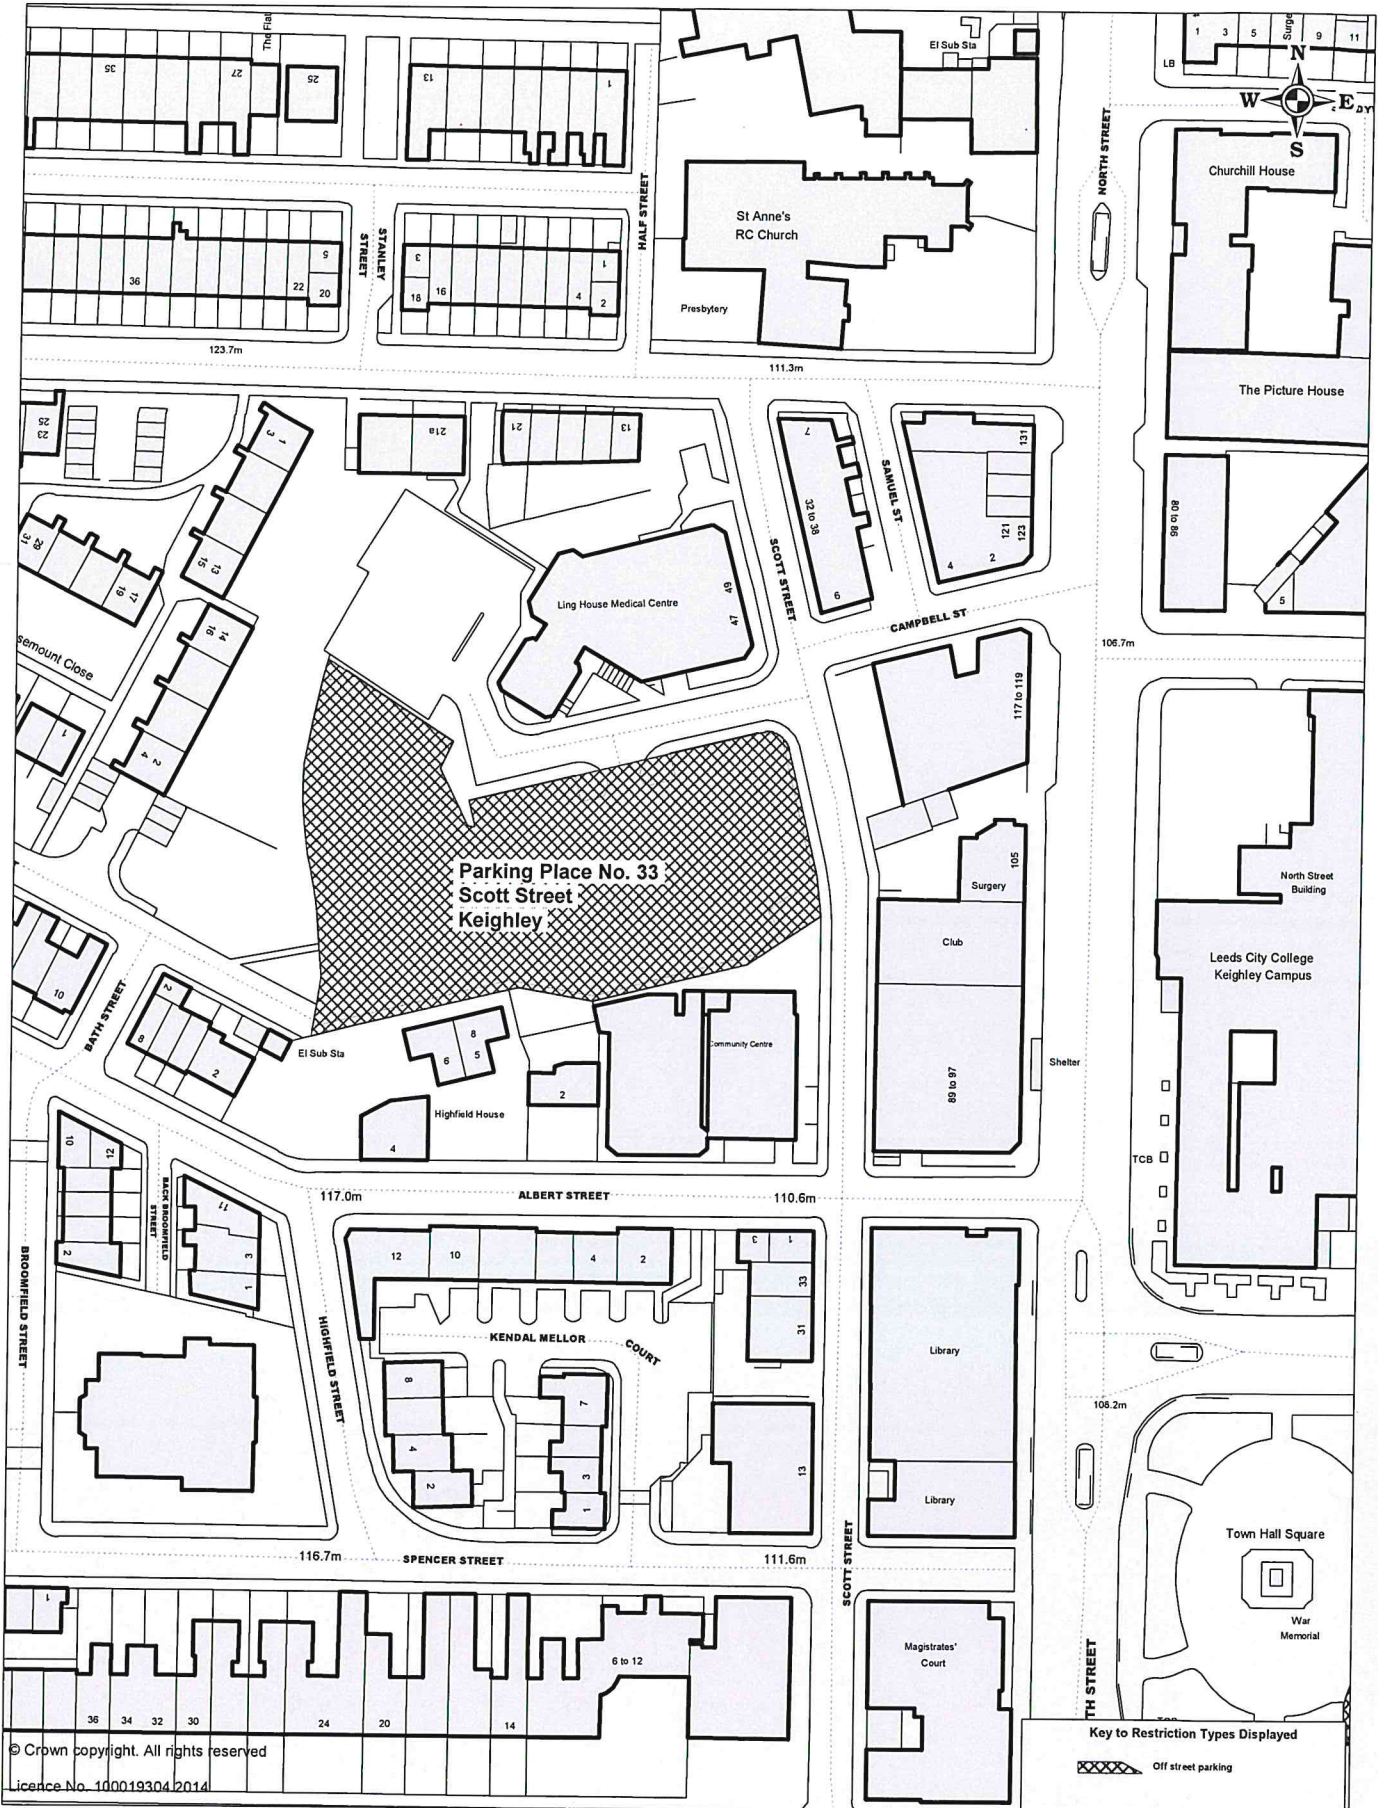 The Flat
35
27
25
13
1
El Sub Sta
1
3
5
Surge
9
11
LB
N
W
E
S
NORTH STREET
Churchill House
HALF STREET
St Anne's
RC Church
STANLEY
STREET
5
36
22
20
3
1
18
16
4
2
Presbytery
123.7m
111.3m
The Picture House
25
23
3
1
21a
21
13
7
131
SAMUEL ST
32 to 38
80 to 86
31
29
15
13
SCOTT STREET
121
123
2
4
19
17
Ling House Medical Centre
49
47
6
5
CAMPBELL ST
106.7m
16
14
semount Close
117 to 119
1
4
2
Parking Place No. 33
Scott Street
Keighley
105
Surgery
North Street
Building
Club
Leeds City College
Keighley Campus
10
BATH STREET
2
8
2
El Sub Sta
8
6
5
Community Centre
Shelter
89 to 97
2
Highfield House
4
10
12
TCB
BACK BROOMFIELD
STREET
11
117.0m
ALBERT STREET
110.6m
2
3
1
12
10
4
2
3
1
33
31
BROOMFIELD STREET
HIGHFIELD STREET
KENDAL MELLOR
COURT
Library
8
7
106.2m
4
3
13
2
1
Library
Town Hall Square
116.7m
SPENCER STREET
111.6m
SCOTT STREET
1
War
Memorial
Magistrates'
Court
6 to 12
TH STREET
36
34
32
30
24
20
14
Key to Restriction Types Displayed
Off street parking
© Crown copyright. All rights reserved
Licence No. 100019304 2014